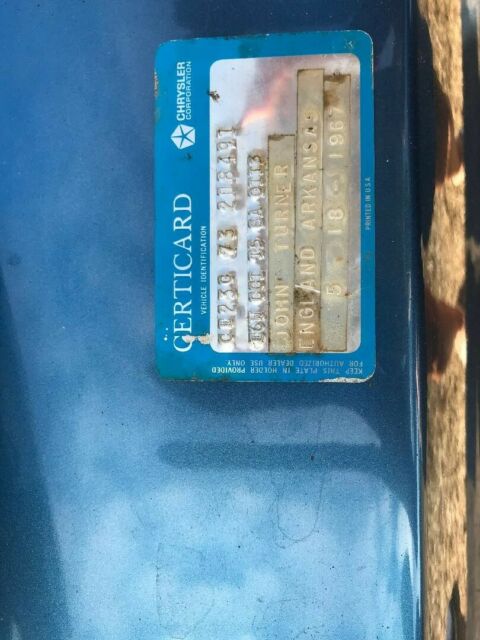 CERTICARD
VEHICLE IDENTIFICATION
CHRYSLER
CORPORATION
73
JOHN TURNER
ENGLAND ARKANSAS
5 - 18 - 1967
KEEP THIS PLATE IN HOLDER PROVIDED
FOR AUTHORIZED DEALER USE ONLY.
PRINTED IN U.S.A.